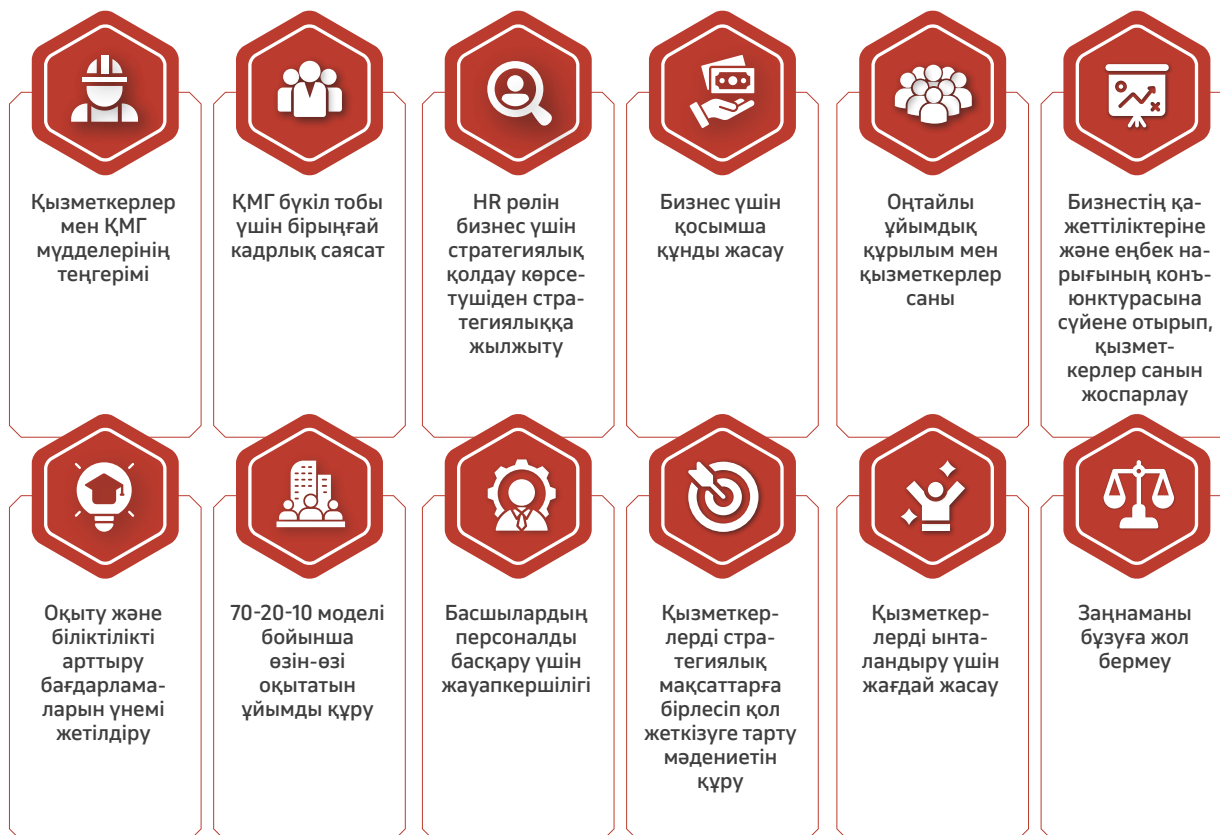 Қызметкерлер
мен ҚМГ
мүдделерінің
теңгерімі
ҚМГ бүкіл тобы
үшін бірыңғай
кадрлық саясат
HR рөлін
бизнес үшін
стратегиялық
қолдау көрсе-
тушіден стра-
тегиялыққа
жылжыту
Бизнес үшін
қосымша
құнды жасау
Оңтайлы
ұйымдық
құрылым мен
қызметкерлер
саны
Бизнестің қа-
жеттіліктеріне
және еңбек на-
рығының конъ-
юнктурасына
сүйене отырып,
қызмет-
керлер санын
жоспарлау
Оқыту және
біліктілікті
арттыру
бағдарлама-
ларын үнемі
жетілдіру
70-20-10 моделі
бойынша
өзін-өзі
оқытатын
ұйымды құру
Басшылардың
персоналды
басқару үшін
жауапкершілігі
Қызметкер-
лерді стра-
тегиялық
мақсаттарға
бірлесіп қол
жеткізуге тарту
мәдениетін
құру
Қызметкер-
лерді ынта-
ландыру үшін
жағдай жасау
Заңнаманы
бұзуға жол
бермеу